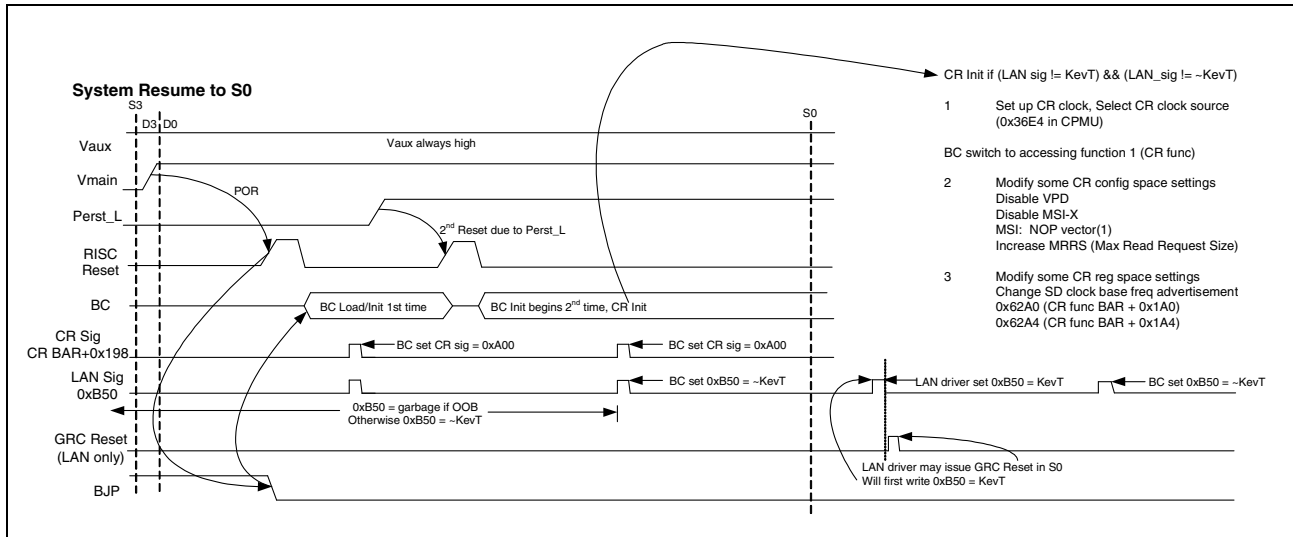 System Resume to S0
S3
D3 D0
S0
Vaux
Vaux always high
Vmain
POR
Perst_L
2nd Reset due to Perst_L
RISC
Reset
BC
BC Load/Init 1st time
BC Init begins 2nd time, CR Init
CR Sig
CR BAR+0x198
BC set CR sig = 0xA00
BC set CR sig = 0xA00
LAN Sig
0xB50
BC set 0xB50 = ~KevT
LAN driver set 0xB50 = KevT
BC set 0xB50 = ~KevT
0xB50 = garbage if OOB
Otherwise 0xB50 = ~KevT
GRC Reset
(LAN only)
LAN driver may issue GRC Reset in S0
Will first write 0xB50 = KevT
BJP
CR Init if (LAN sig != KevT) && (LAN_sig != ~KevT)
1 Set up CR clock, Select CR clock source
(0x36E4 in CPMU)
BC switch to accessing function 1 (CR func)
2 Modify some CR config space settings
Disable VPD
Disable MSI-X
MSI: NOP vector(1)
Increase MRRS (Max Read Request Size)
3 Modify some CR reg space settings
Change SD clock base freq advertisement
0x62A0 (CR func BAR + 0x1A0)
0x62A4 (CR func BAR + 0x1A4)